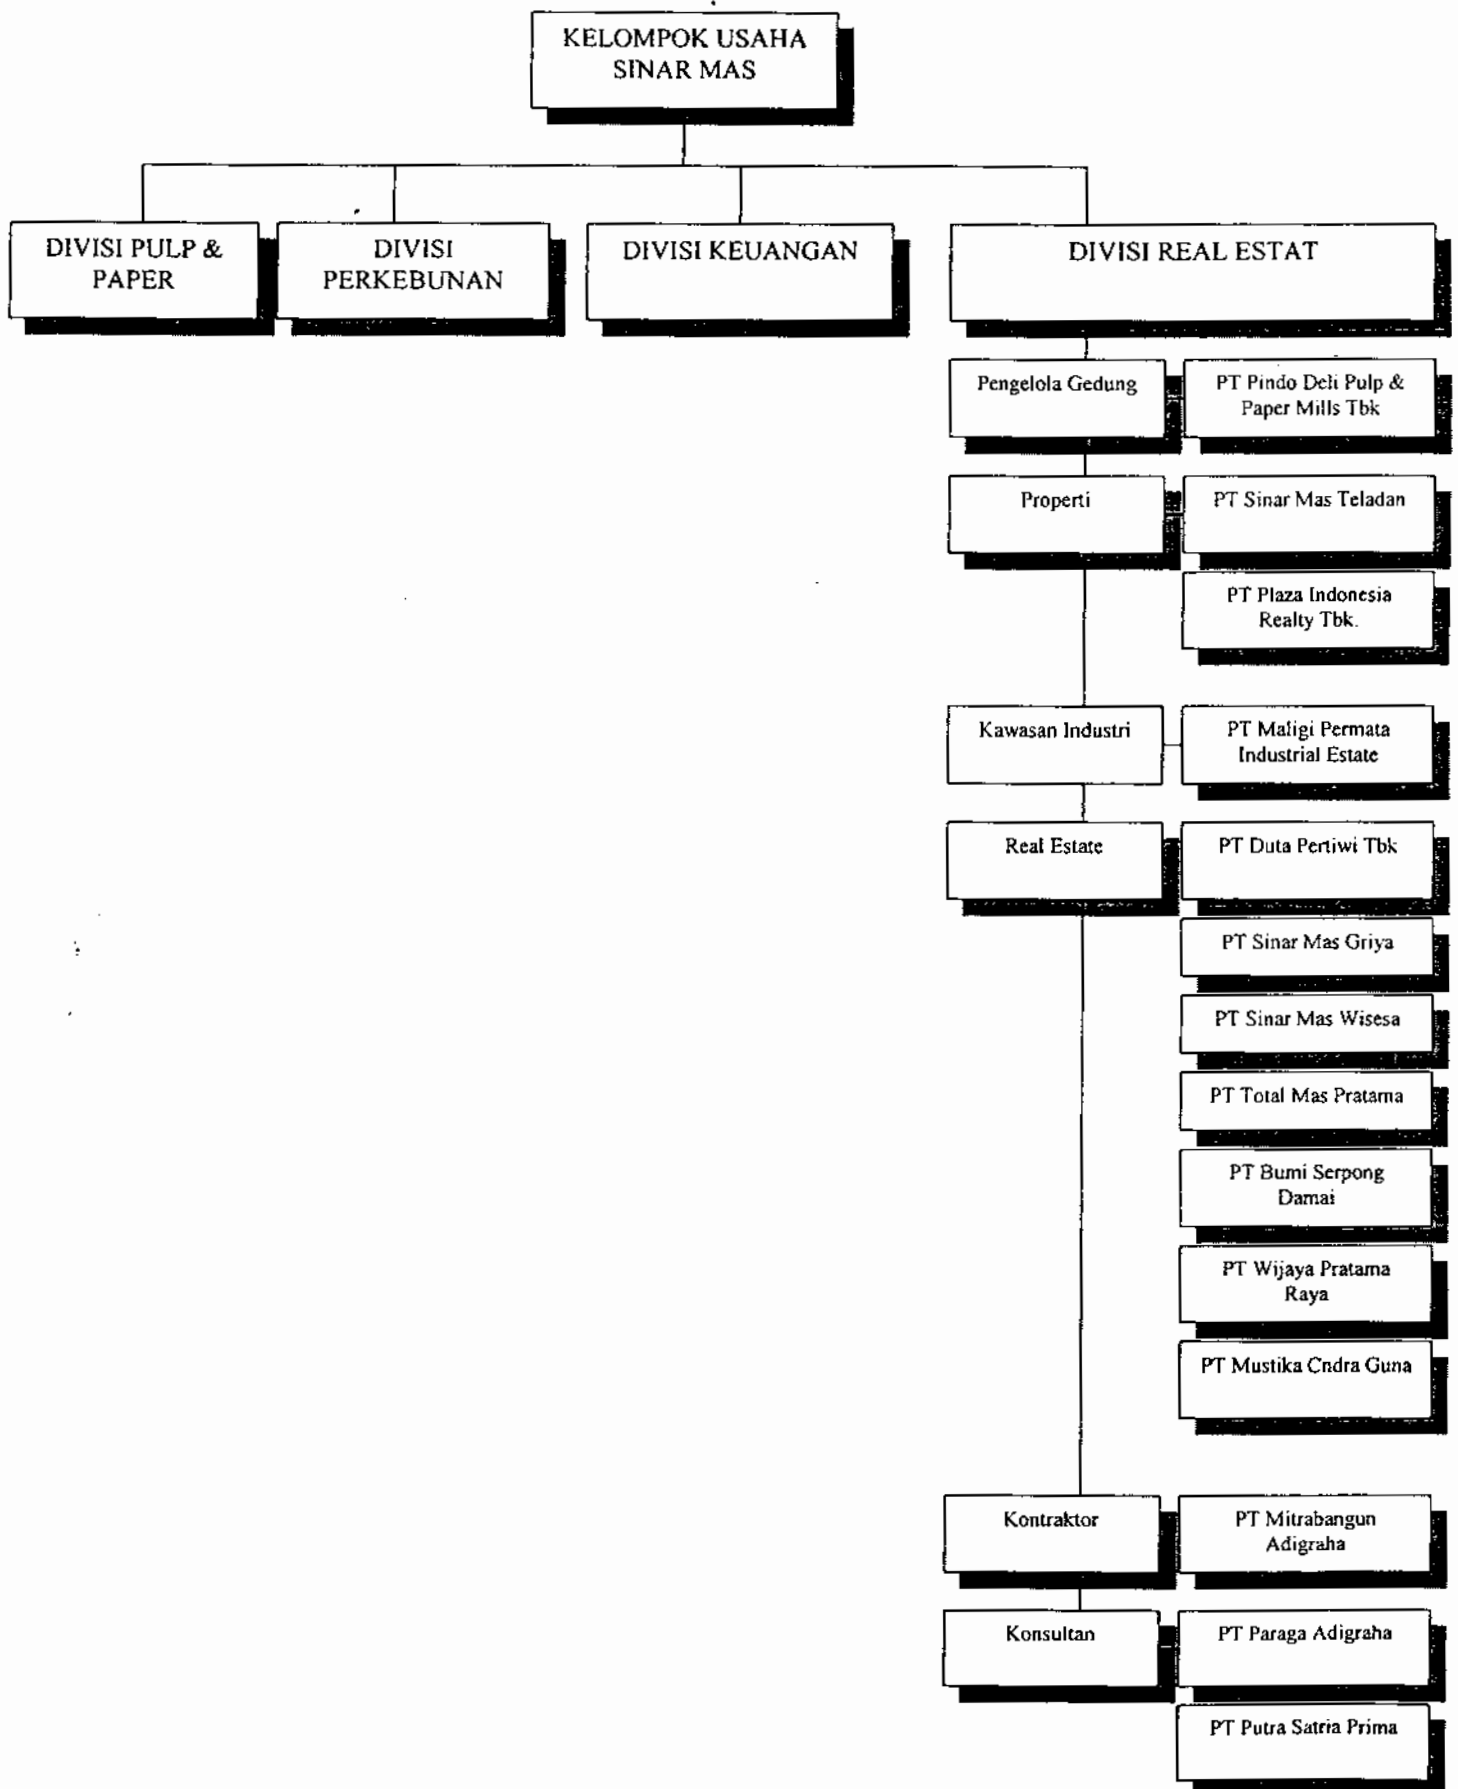 KELOMPOK USAHA
SINAR MAS
DIVISI PULP &
PAPER
DIVISI
PERKEBUNAN
DIVISI KEUANGAN
DIVISI REAL ESTAT
Pengelola Gedung
PT Pindo Deli Pulp &
Paper Mills Tbk
Properti
PT Sinar Mas Teladan
PT Plaza Indonesia
Realty Tbk.
Kawasan Industri
PT Maligi Permata
Industrial Estate
Real Estate
PT Duta Pertiwi Tbk
PT Sinar Mas Griya
PT Sinar Mas Wisesa
PT Total Mas Pratama
PT Bumi Serpong
Damai
PT Wijaya Pratama
Raya
PT Mustika Cndra Guna
Kontraktor
PT Mitrabangun
Adigraha
Konsultan
PT Paraga Adigraha
PT Putra Satria Prima